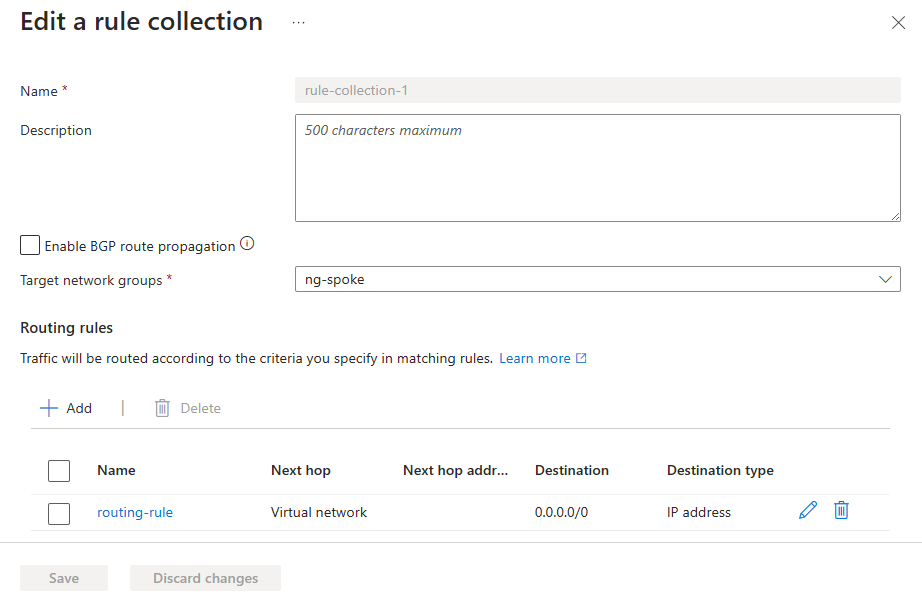 Edit a rule collection ...
Name *
rule-collection-1
Description
500 characters maximum
Enable BGP route propagation
Target network groups *
ng-spoke
Routing rules
Traffic will be routed according to the criteria you specify in matching rules. Learn more
Add | Delete
Name Next hop Next hop addr... Destination Destination type
routing-rule Virtual network 0.0.0.0/0 IP address
Save Discard changes